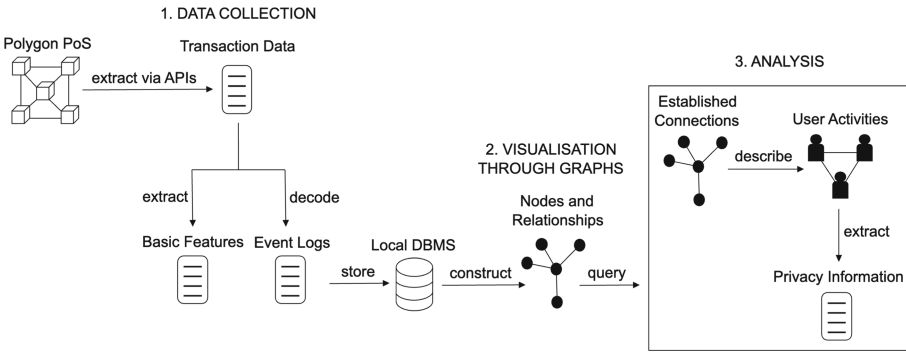 1. DATA COLLECTION
Polygon PoS
extract via APIs
Transaction Data
extract
decode
Basic Features
Event Logs
store
Local DBMS
construct
2. VISUALISATION
THROUGH GRAPHS
Nodes and
Relationships
query
3. ANALYSIS
Established
Connections
describe
User Activities
extract
Privacy Information